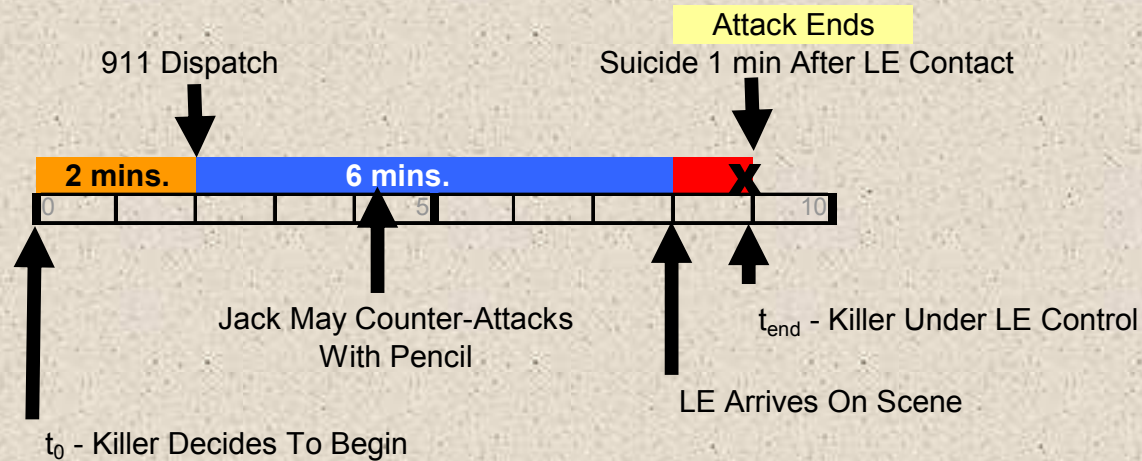 Attack Ends
911 Dispatch
Suicide 1 min After LE Contact
2 mins.
6 mins.
X
0
5
10
Jack May Counter-Attacks
With Pencil
tend - Killer Under LE Control
LE Arrives On Scene
t0 - Killer Decides To Begin